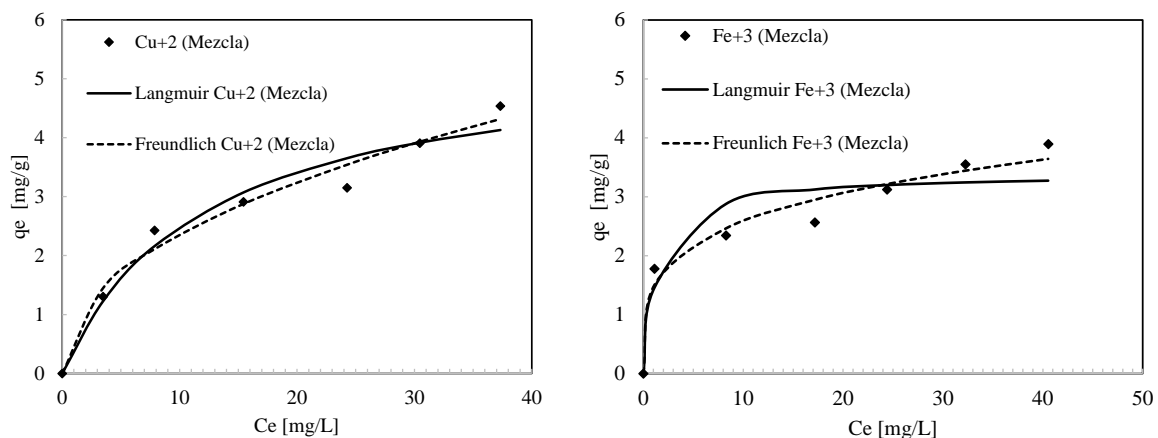 6
5
4
3
2
1
0
qe [mg/g]
Cu+2 (Mezcla)
Langmuir Cu+2 (Mezcla)
Freundlich Cu+2 (Mezcla)
0 10 20 30 40
Ce [mg/L]
6
5
4
3
2
1
0
qe [mg/g]
Fe+3 (Mezcla)
Langmuir Fe+3 (Mezcla)
Freunlich Fe+3 (Mezcla)
0 10 20 30 40 50
Ce [mg/L]